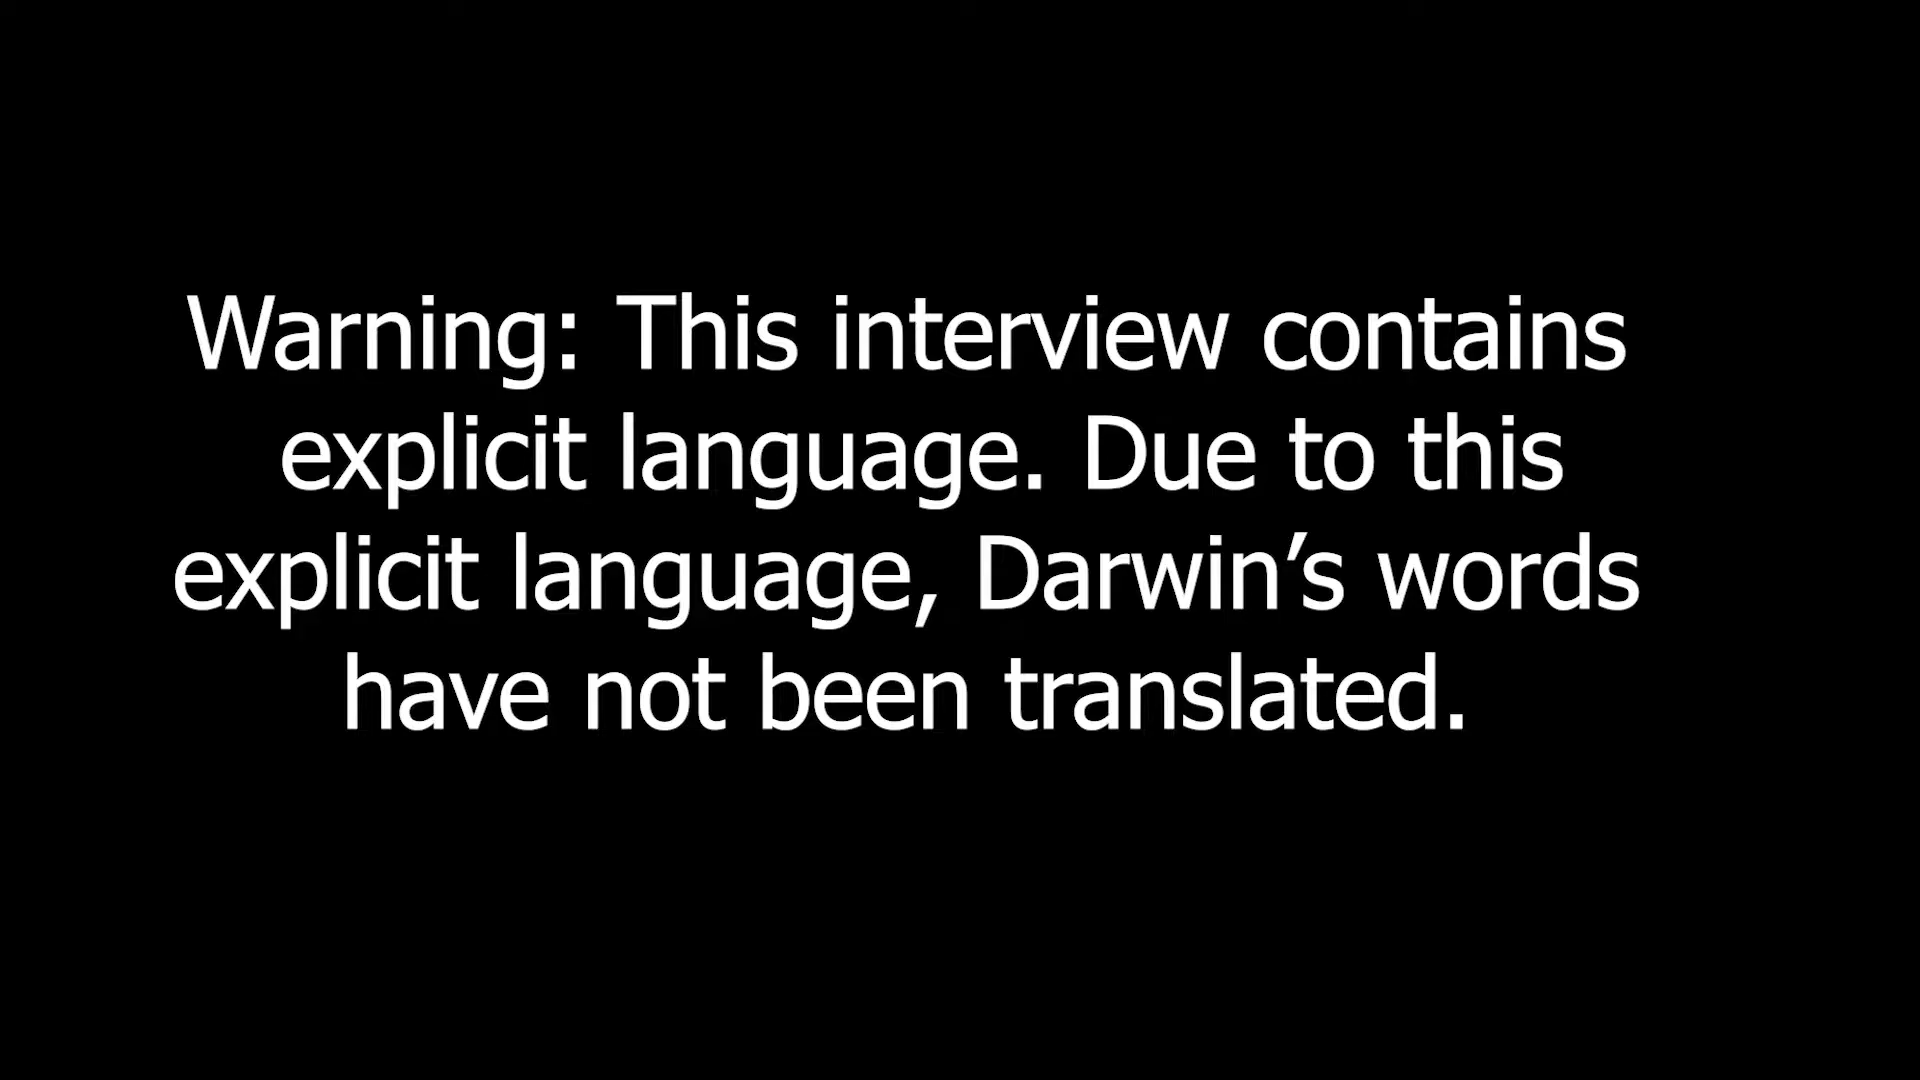 Warning: This interview contains
explicit language. Due to this
explicit language, Darwin’s words
have not been translated.